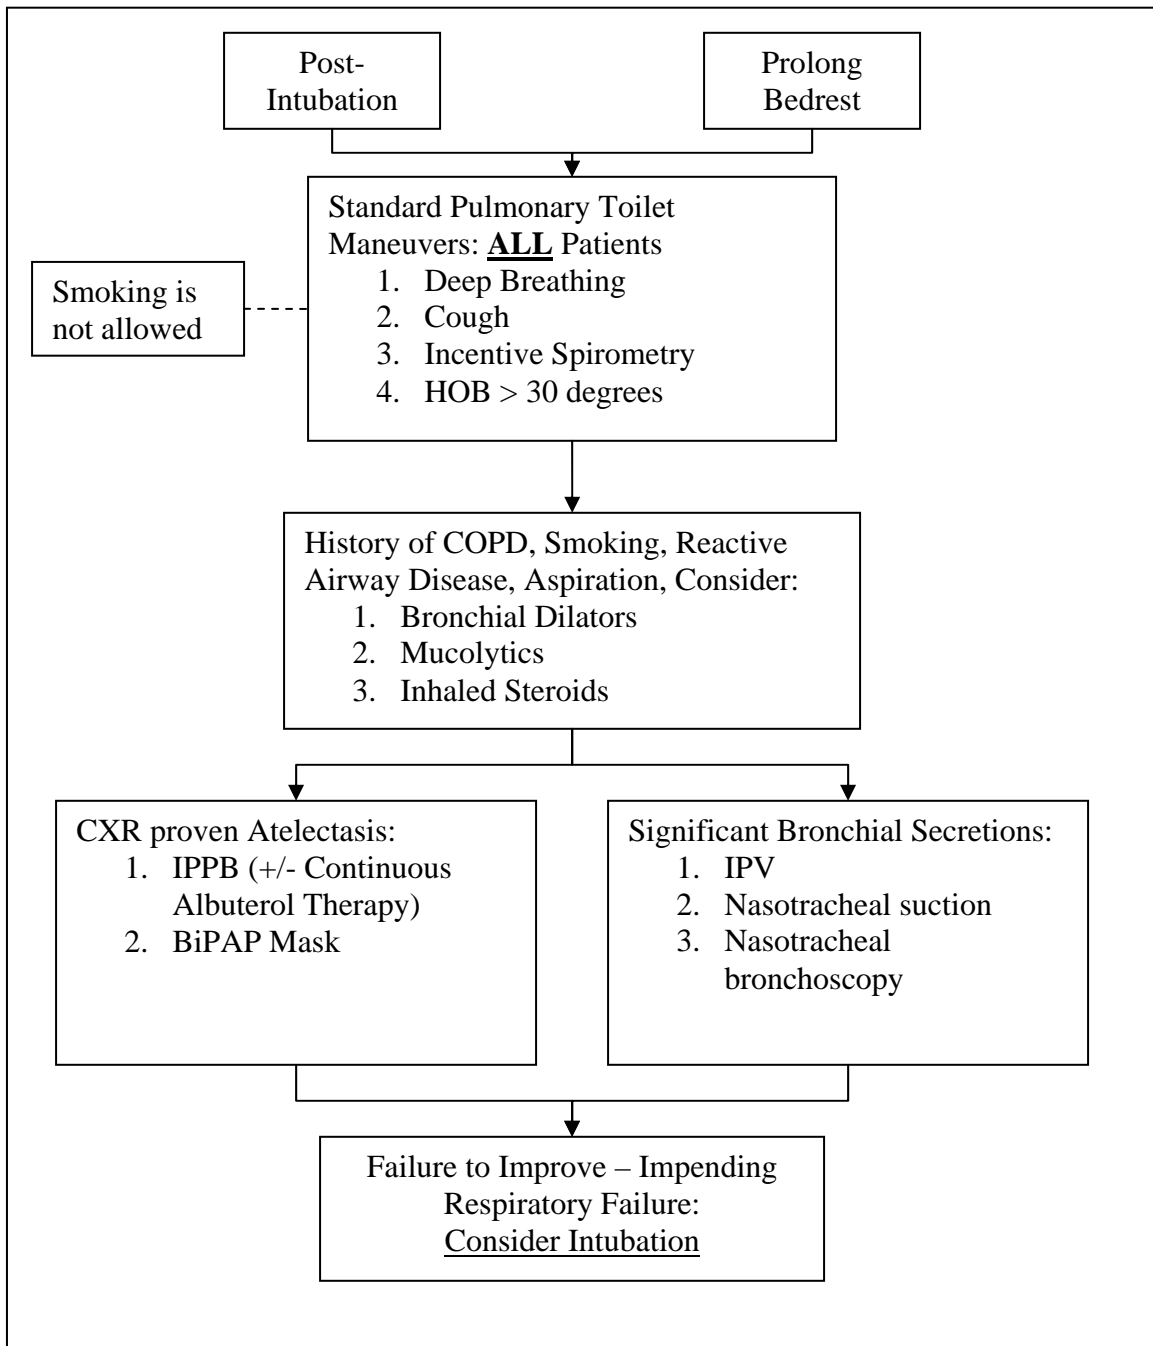 Post-
Intubation
Prolong
Bedrest
Standard Pulmonary Toilet
Maneuvers: ALL Patients
1. Deep Breathing
2. Cough
3. Incentive Spirometry
4. HOB > 30 degrees
Smoking is
not allowed
History of COPD, Smoking, Reactive
Airway Disease, Aspiration, Consider:
1. Bronchial Dilators
2. Mucolytics
3. Inhaled Steroids
CXR proven Atelectasis:
1. IPPB (+/- Continuous
Albuterol Therapy)
2. BiPAP Mask
Significant Bronchial Secretions:
1. IPV
2. Nasotracheal suction
3. Nasotracheal
bronchoscopy
Failure to Improve – Impending
Respiratory Failure:
Consider Intubation